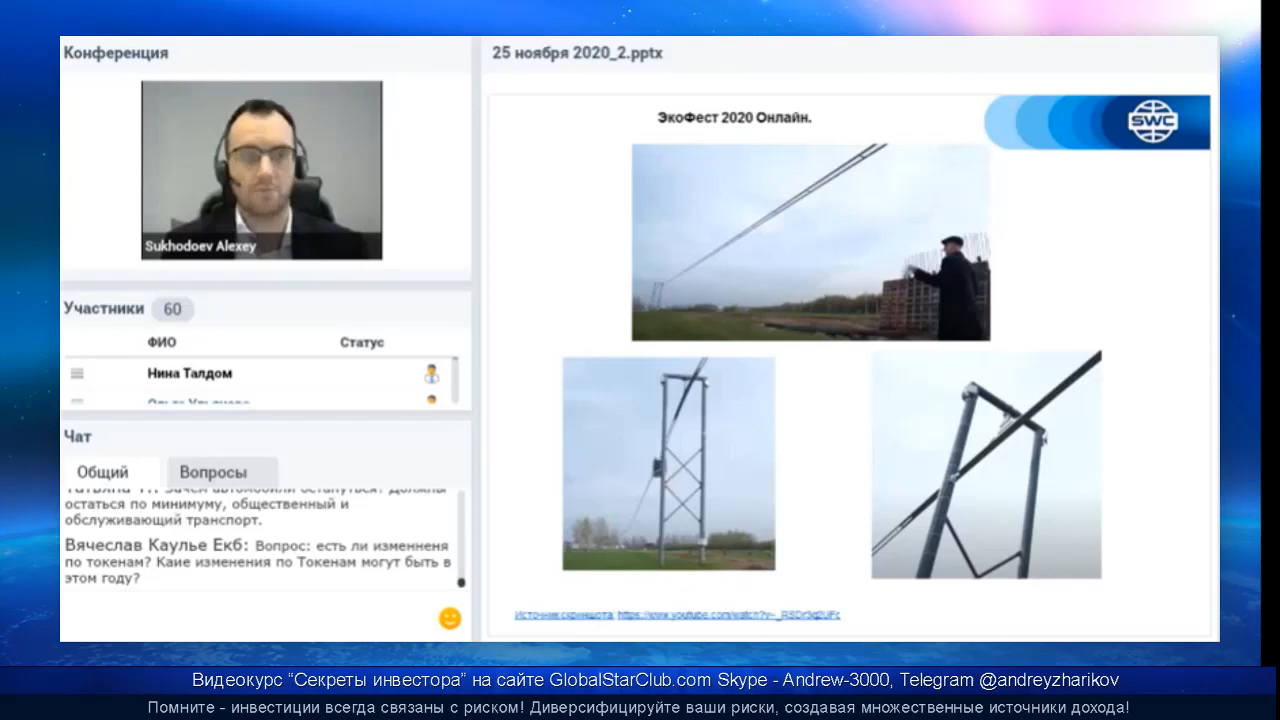 Конференция
Sukhodoev Alexey
Участники 60
ФИО Статус
Нина Талдом
Чат
Общий Вопросы
остаться по минимуму, общественный и
обслуживающий транспорт.
Вячеслав Каулье Екб: Вопрос: есть ли изменненя
по токенам? Каие изменения по Токенам могут быть в
этом году?
25 ноября 2020_2.pptx
ЭкоФест 2020 Онлайн.
SWC
Источник скриншота:
Видеокурс “Секреты инвестора” на сайте GlobalStarClub.com Skype - Andrew-3000, Telegram @andreyzharikov
Помните - инвестиции всегда связаны с риском! Диверсифицируйте ваши риски, создавая множественные источники дохода!